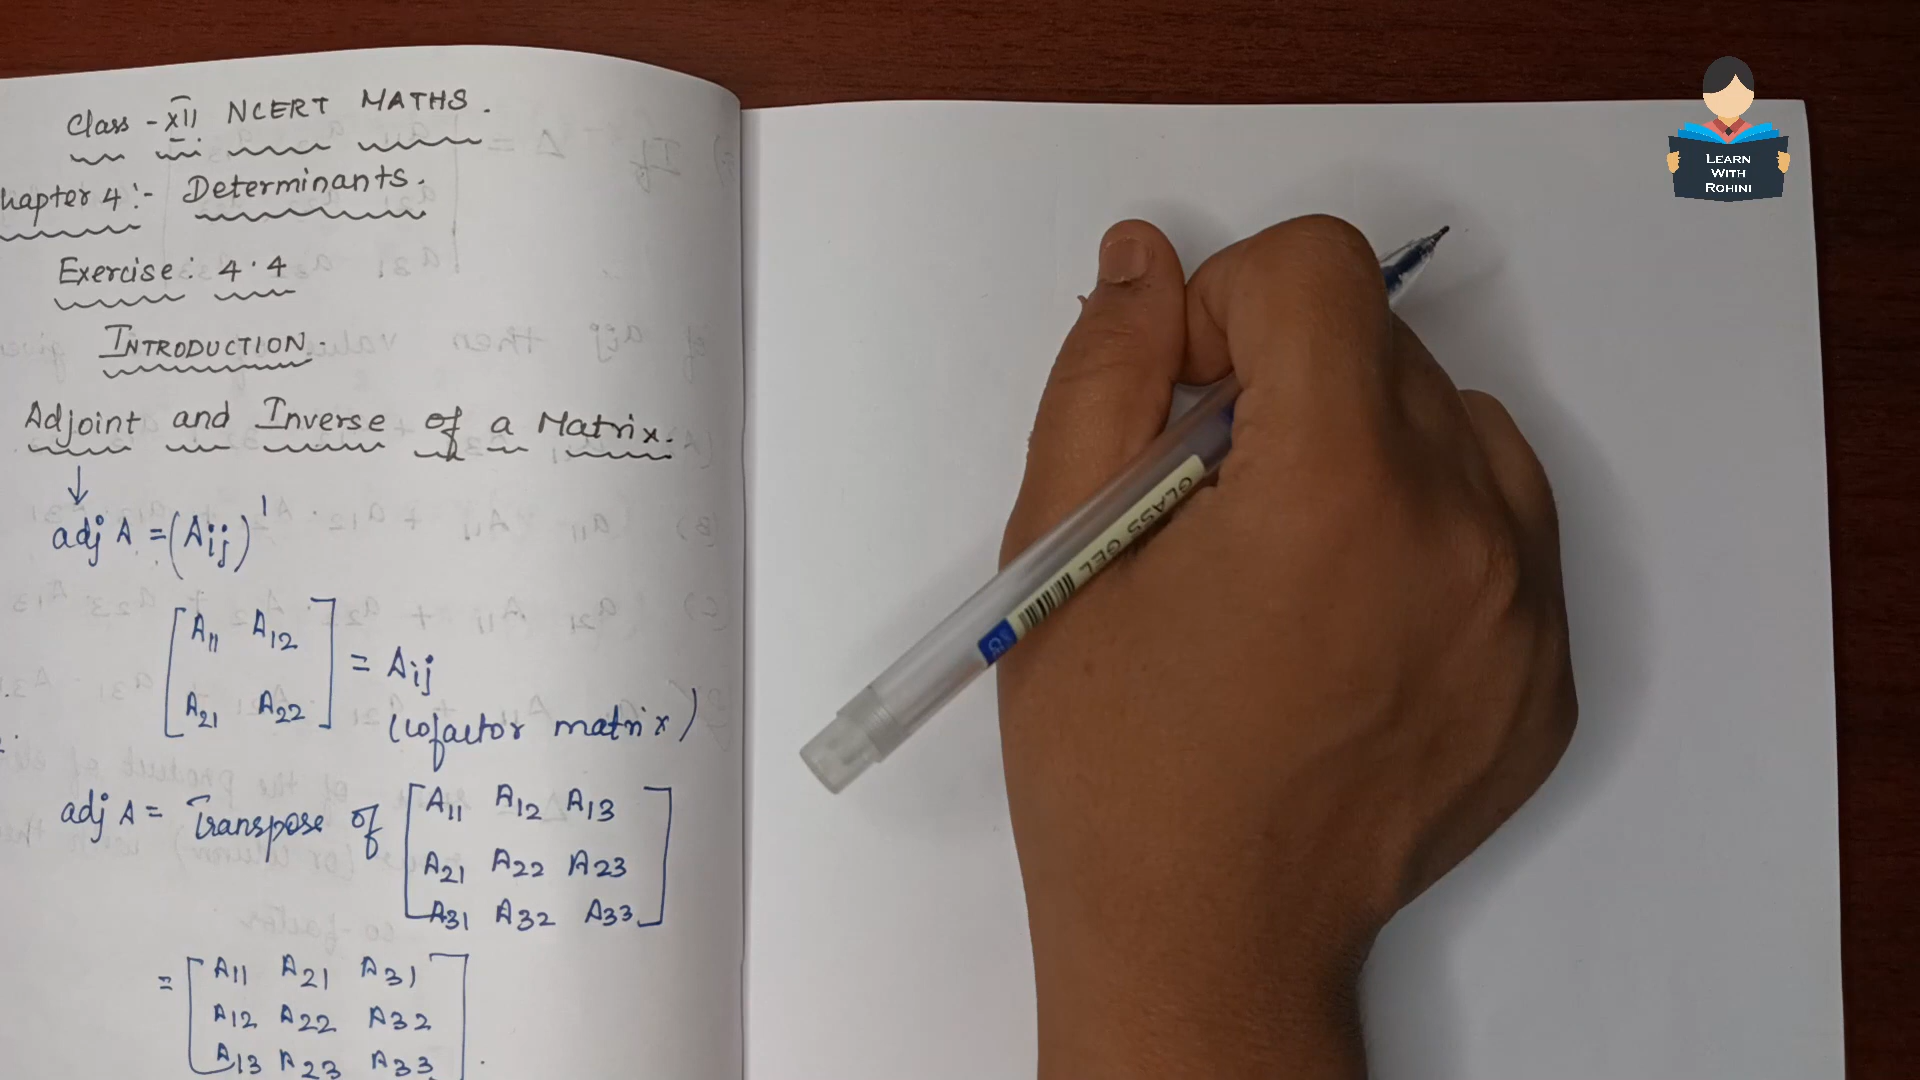 Class - XII NCERT MATHS.
hapter 4:- Determinants.
Exercise: 4.4
INTRODUCTION.
Adjoint and Inverse of a Matrix.
↓
adj A = (Aij)'
[A11 A12
A21 A22] = Aij
(cofactor matrix)
adj A = Transpose of [A11 A12 A13
A21 A22 A23
A31 A32 A33]
= [A11 A21 A31
A12 A22 A32
A13 A23 A33].
GLASS GEL
LEARN
WITH
ROHINI